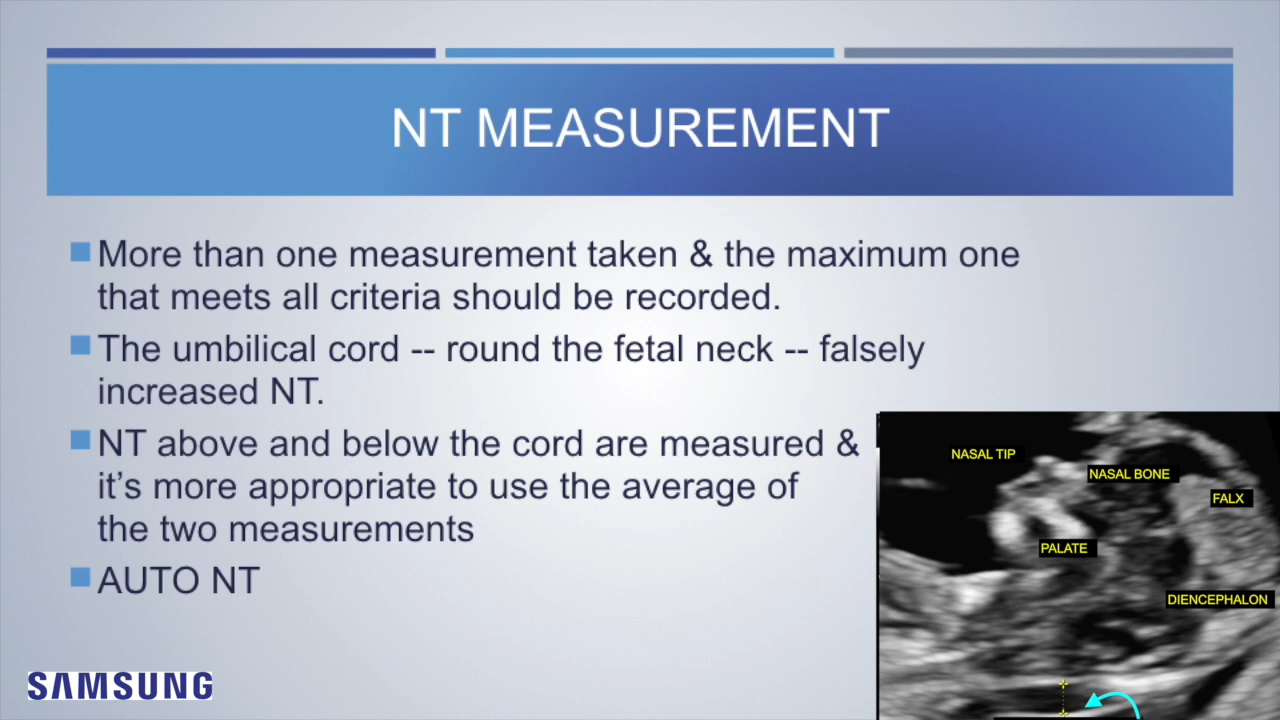 NT MEASUREMENT
More than one measurement taken & the maximum one
that meets all criteria should be recorded.
The umbilical cord -- round the fetal neck -- falsely
increased NT.
NT above and below the cord are measured &
it's more appropriate to use the average of
the two measurements
AUTO NT
NASAL TIP
NASAL BONE
FALX
PALATE
DIENCEPHALON
SAMSUNG